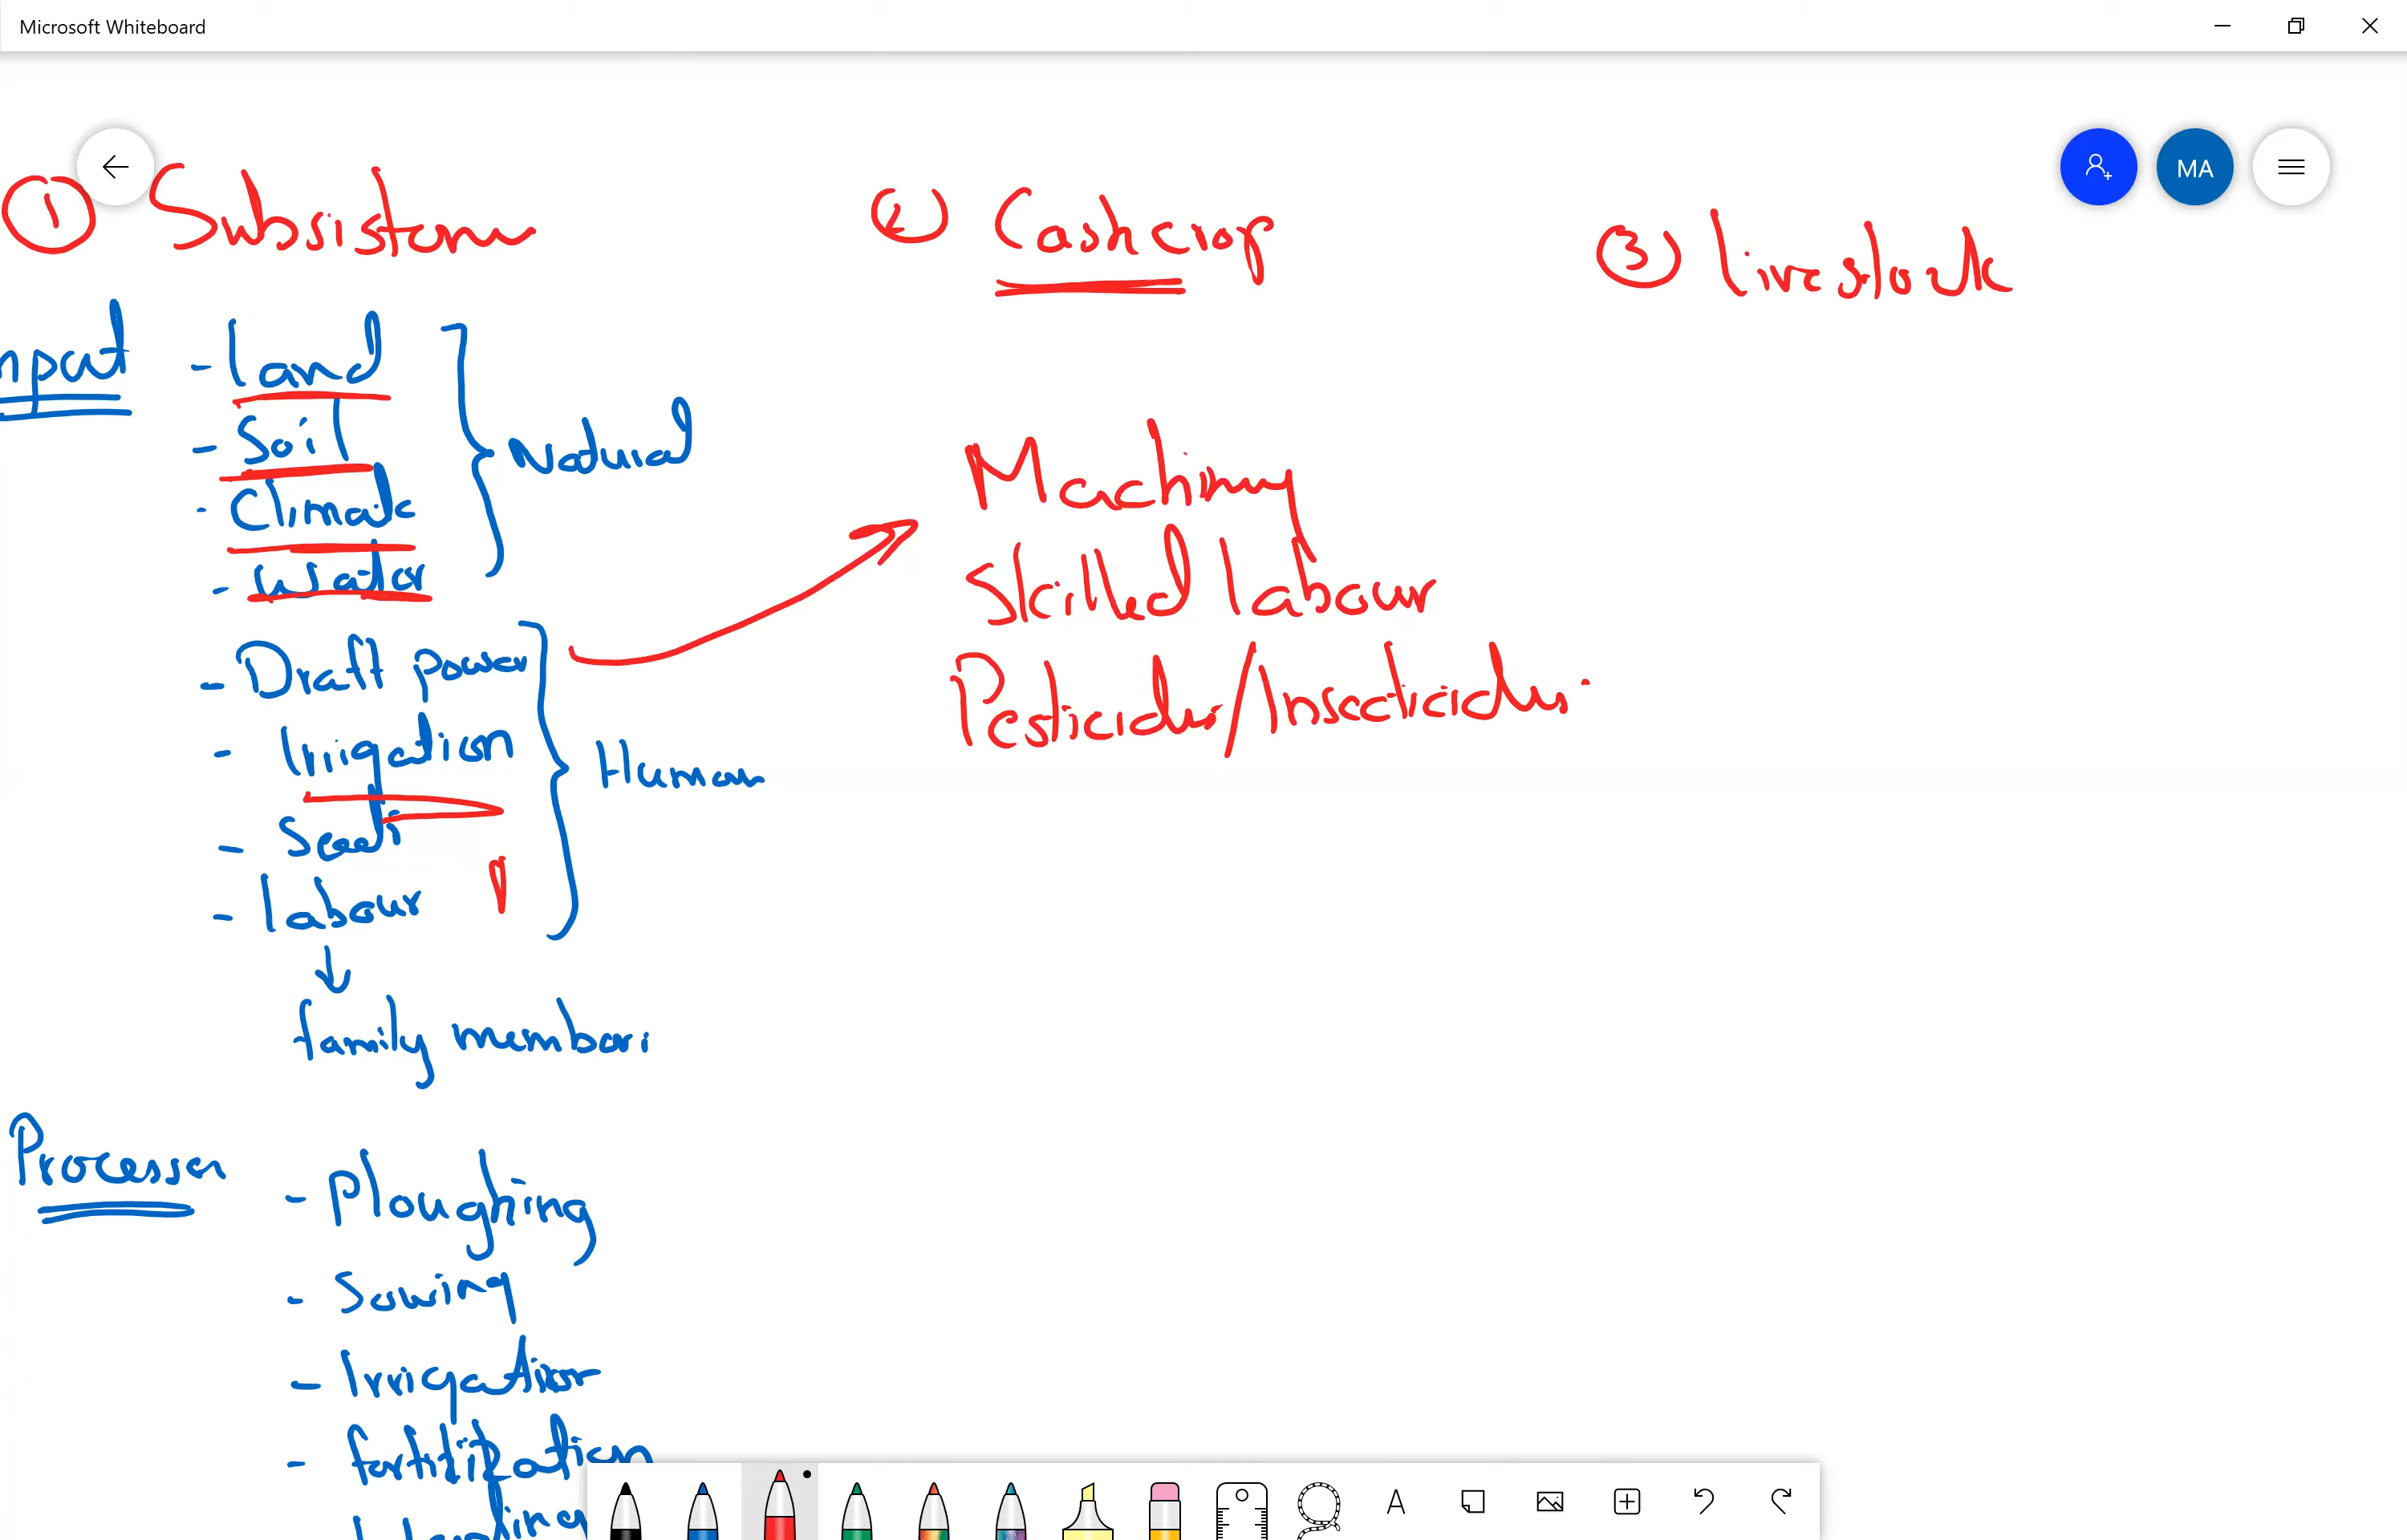 Microsoft Whiteboard
MA
① Subsistence
② Cash crop
③ livestock
nput
- land
- Soil
- Climate
- Water
Natural
- Draft power
- Irrigation
- Seeds
- labour
Human
family members
Machinery
Skilled labour
Pesticides/Insecticides.
Processes
- Ploughing
- Sowing
- Irrigation
- fertilization